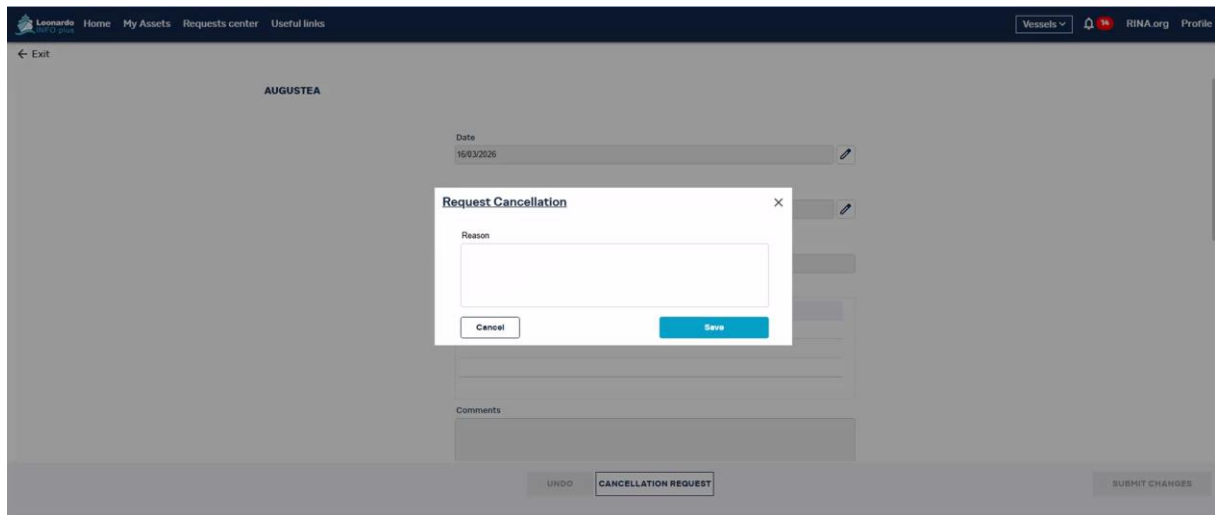 Leonardo INFO plus Home My Assets Requests center Useful links Vessels 14 RINA.org Profile
← Exit
AUGUSTEA
Date
16/03/2026
Request Cancellation
Reason
Cancel Save
Comments
UNDO CANCELLATION REQUEST SUBMIT CHANGES